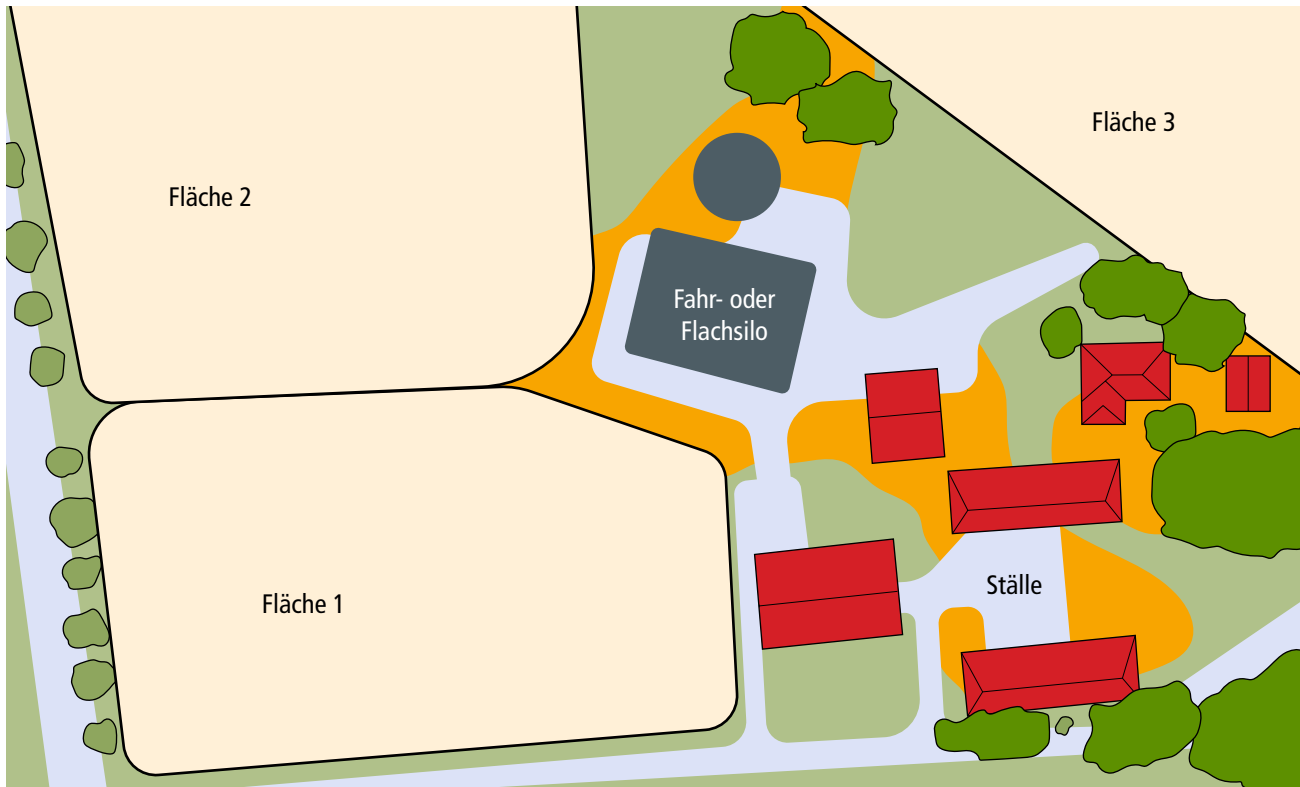 Fläche 3
Fläche 2
Fahr- oder
Flachsilo
Ställe
Fläche 1